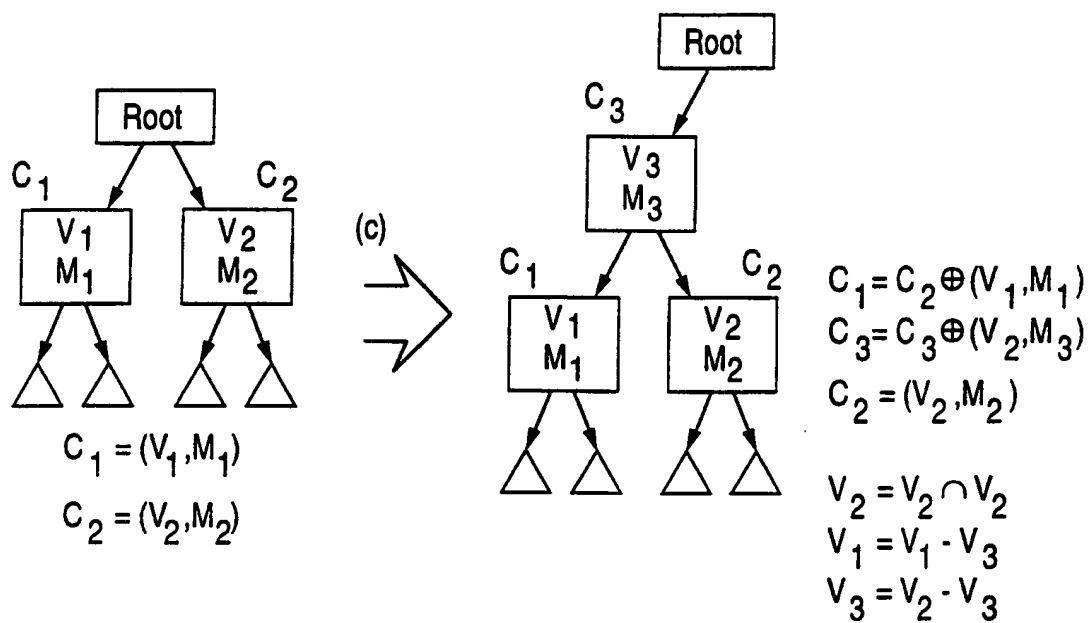 Root
C1
C2
V1
M1
V2
M2
C1 = (V1,M1)
C2 = (V2,M2)
(c)
Root
C3
V3
M3
C1
C2
V1
M1
V2
M2
C1 = C2 ⊕ (V1,M1)
C3 = C3 ⊕ (V2,M3)
C2 = (V2,M2)
V2 = V2 ∩ V2
V1 = V1 - V3
V3 = V2 - V3